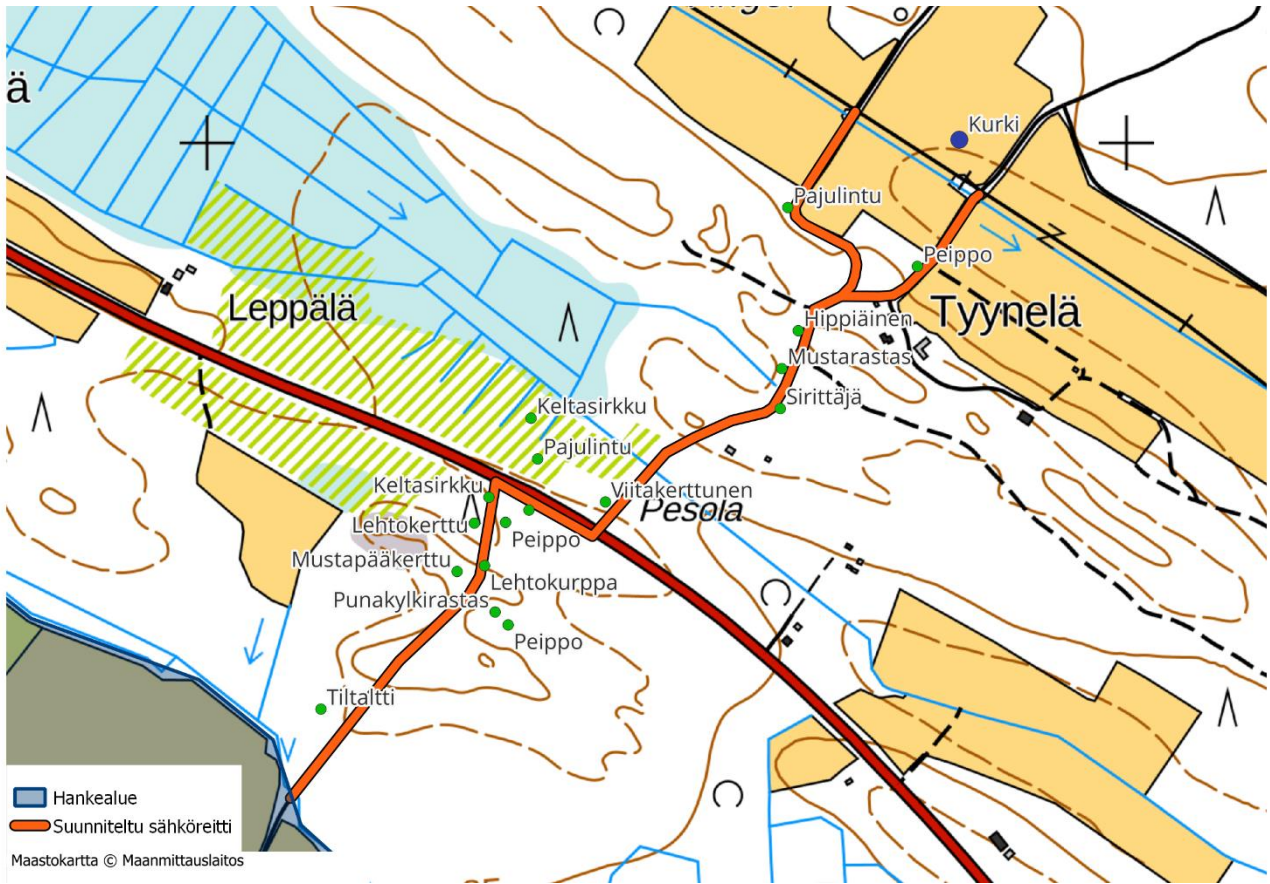 ä
Kurki
Pajulintu
Peippo
Leppälä
Tyynelä
Hippiäinen
Mustarastas
Sirittäjä
Keltasirkku
Pajulintu
Keltasirkku
Viitakerttunen
Pesola
Lehtokerttu
Peippo
Mustapääkerttu
Lehtokurppa
Punakylkirastas
Peippo
Tiltaltti
Hankealue
Suunniteltu sähköreitti
Maastokartta © Maanmittauslaitos